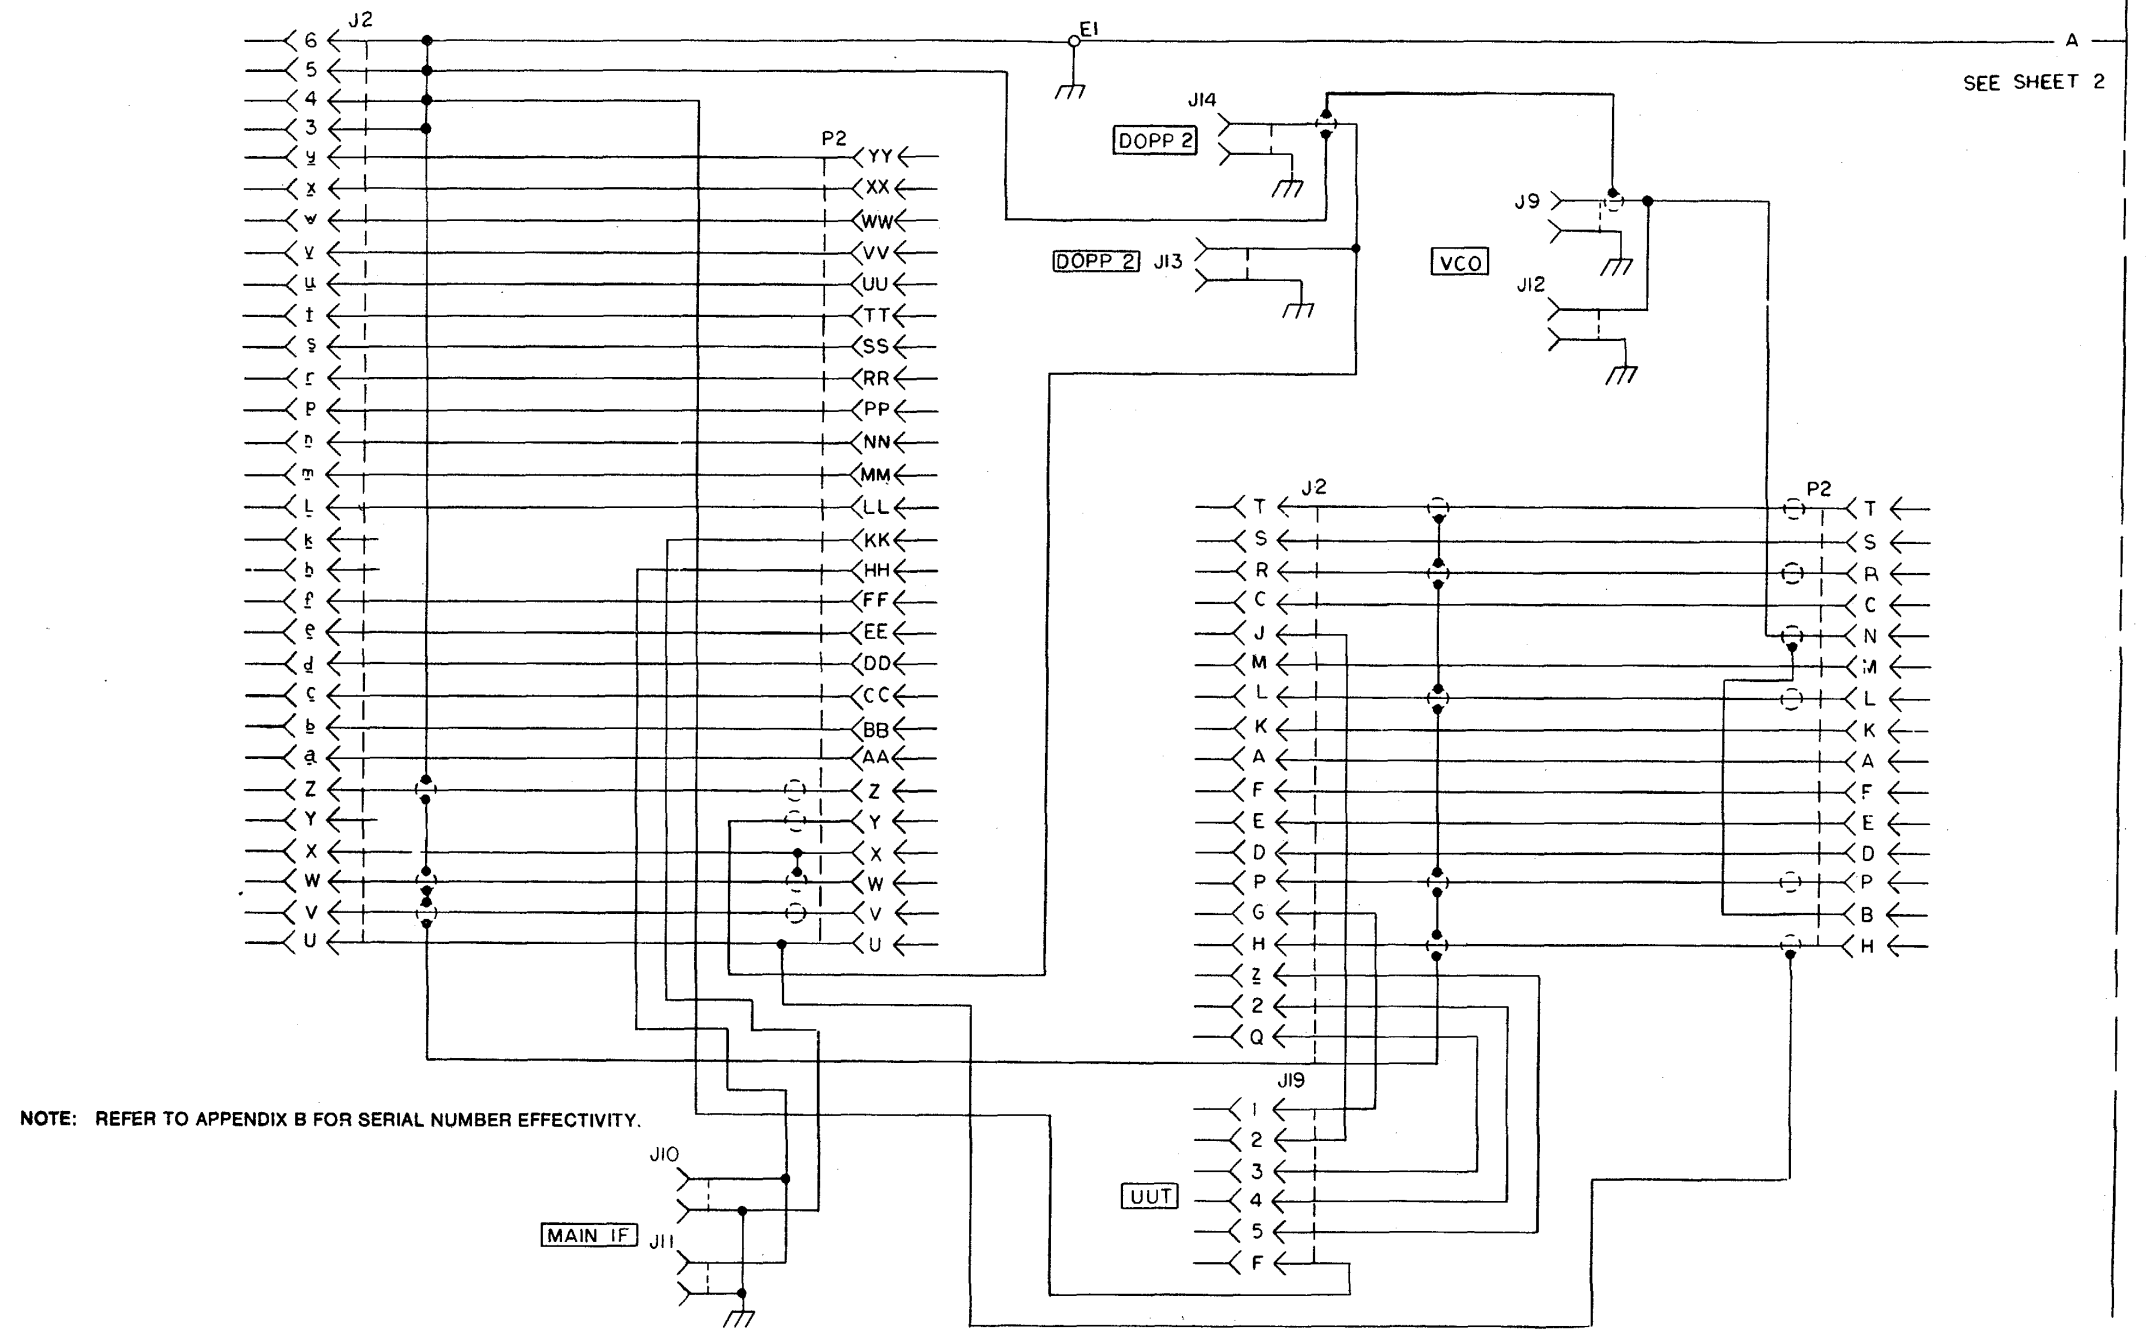 J2
6
E1
A
5
SEE SHEET 2
4
J14
3
DOPP 2
P2
y YY
x XX
w WW
J9
v VV
DOPP 2 J13
VCO
u UU
J12
t TT
s SS
r RR
p PP
n NN
m MM
L LL
k KK
h HH
f FF
e EE
d DD
c CC
b BB
a AA
Z Z
Y Y
X X
W W
V V
U U
J2 P2
T T
S S
R R
C C
J N
M M
L L
K K
A A
F F
E E
D D
P P
G B
H H
z
2
Q
J19
1
2
3
UUT
4
5
F
NOTE: REFER TO APPENDIX B FOR SERIAL NUMBER EFFECTIVITY.
J10
MAIN IF
J11